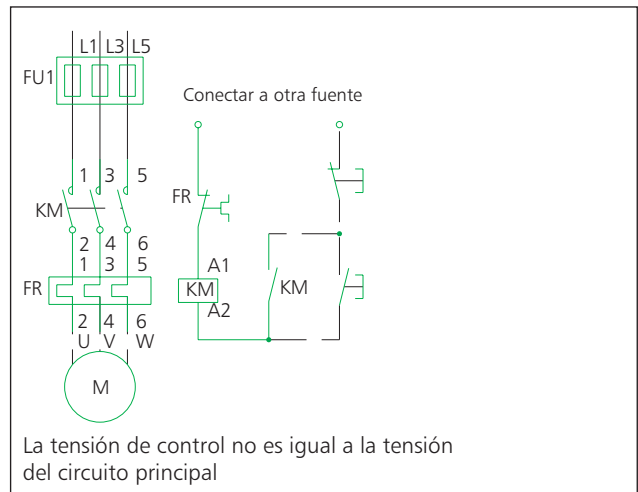 L1 L3 L5
FU1
Conectar a otra fuente
1 3 5
FR
KM
2 4 6
1 3 5
A1
FR
KM
KM
A2
2 4 6
U V W
M
La tensión de control no es igual a la tensión
del circuito principal